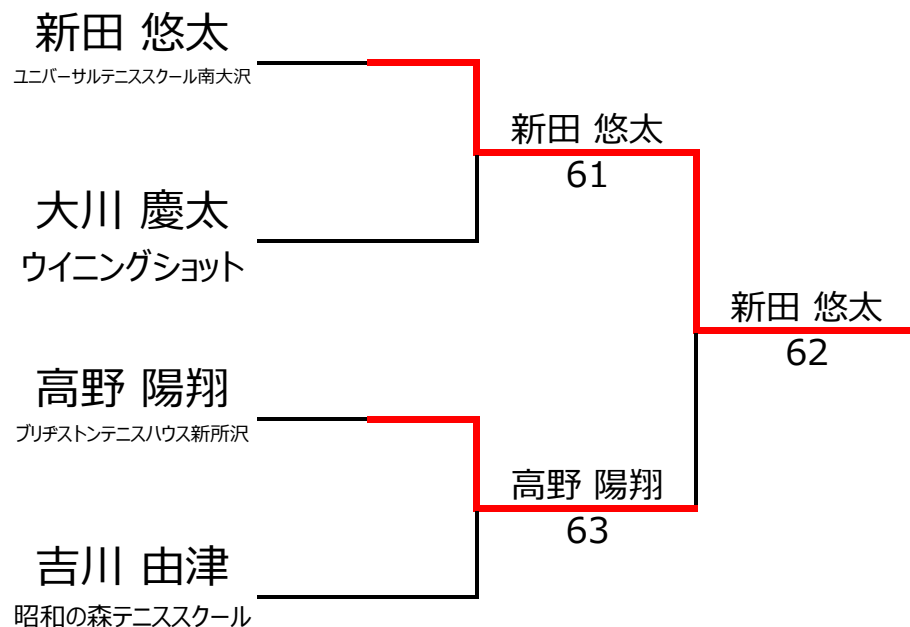 新田 悠太
ユニバーサルテニススクール南大沢
新田 悠太
61
大川 慶太
ウイニングショット
新田 悠太
62
高野 陽翔
ブリヂストンテニスハウス新所沢
高野 陽翔
63
吉川 由津
昭和の森テニススクール